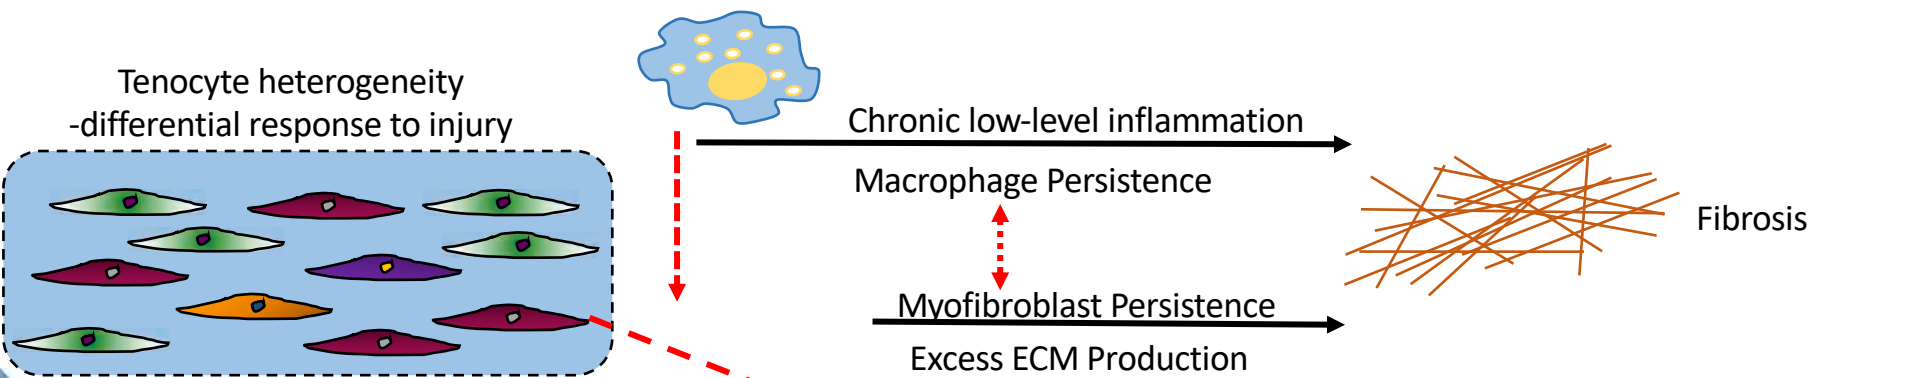 Tenocyte heterogeneity
-differential response to injury
Chronic low-level inflammation
Macrophage Persistence
Fibrosis
Myofibroblast Persistence
Excess ECM Production